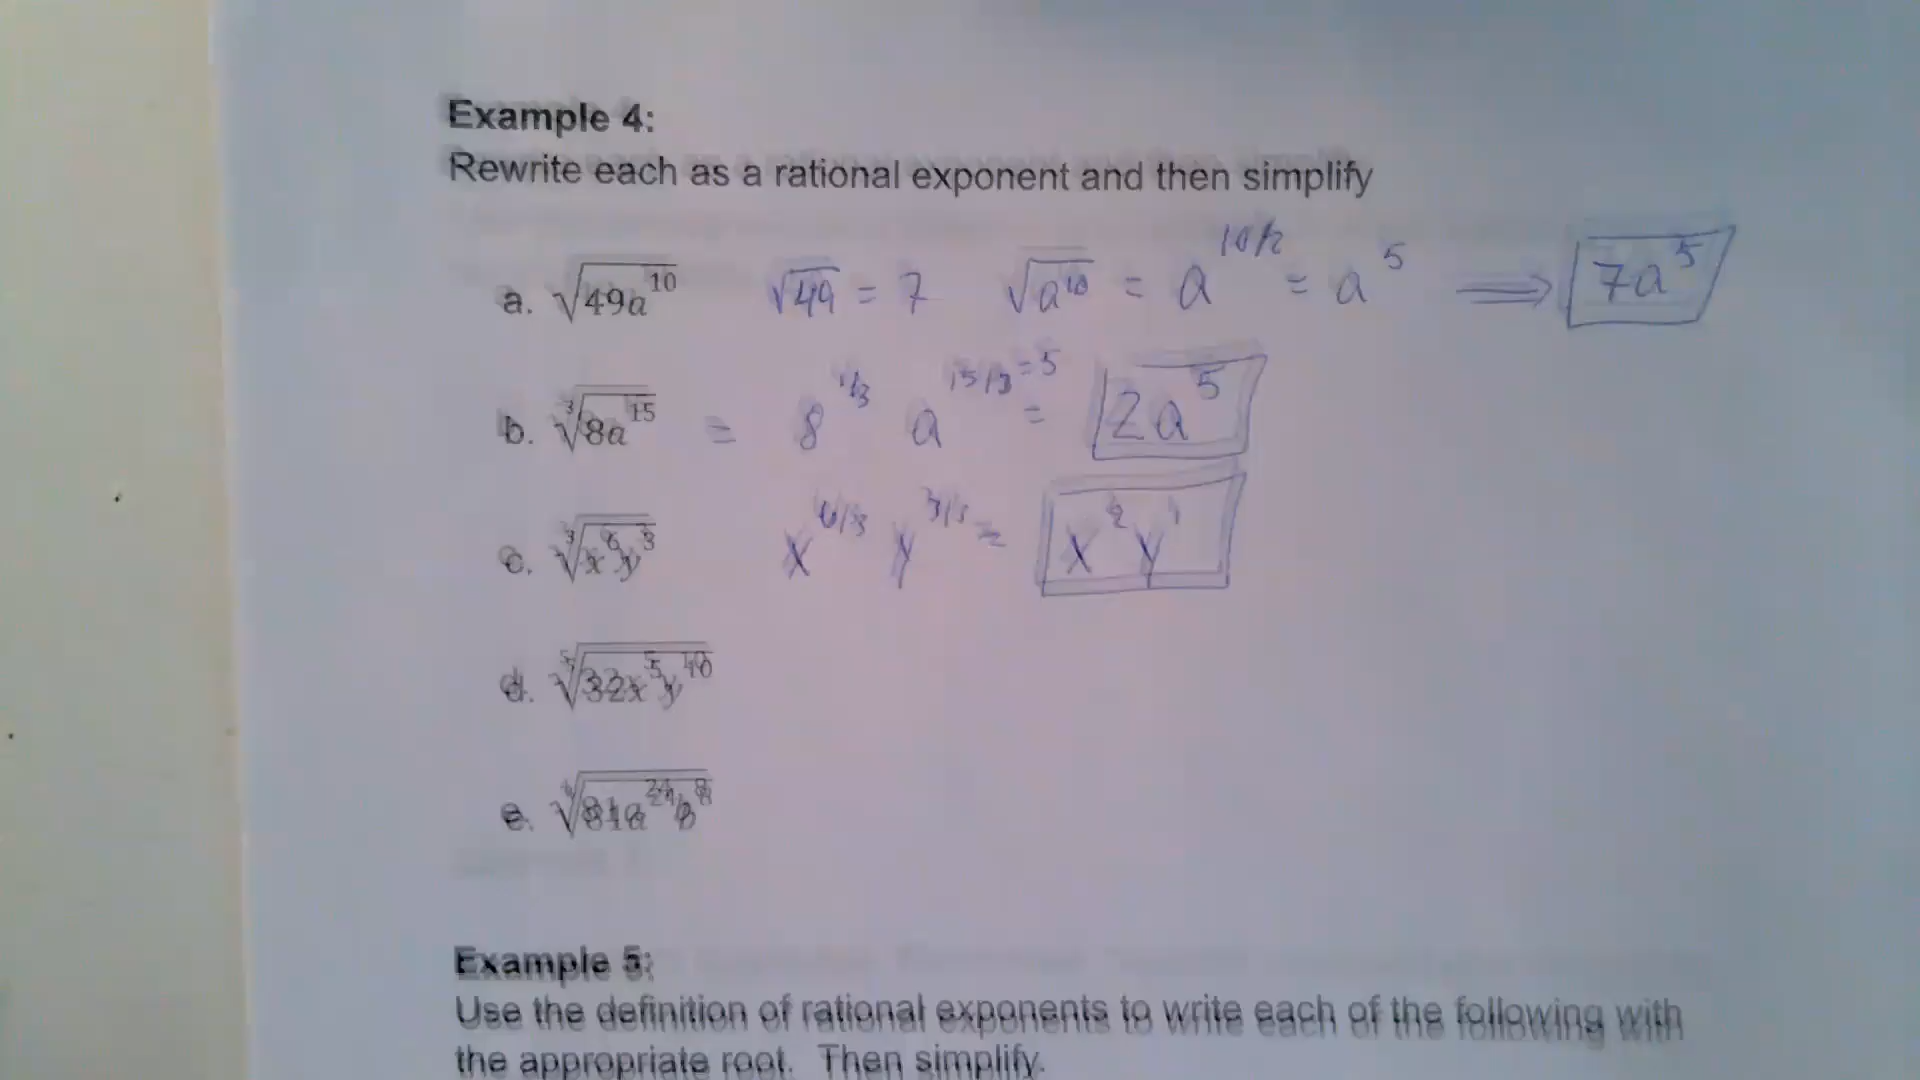 Example 4:
Rewrite each as a rational exponent and then simplify
a. √(49a^10) √49 = 7 √(a^10) = a^(10/2) = a^5 ⟹ 7a^5
b. ∛(8a^15) = 8^(1/3) a^(15/3 = 5) = 2a^5
c. ∛(x^6y^3) x^(6/3) y^(3/3) = x^2 y^1
d. ⁵√(32x^5y^10)
e. ⁴√(81a^24b^8)
Example 5:
Use the definition of rational exponents to write each of the following with
the appropriate root. Then simplify.